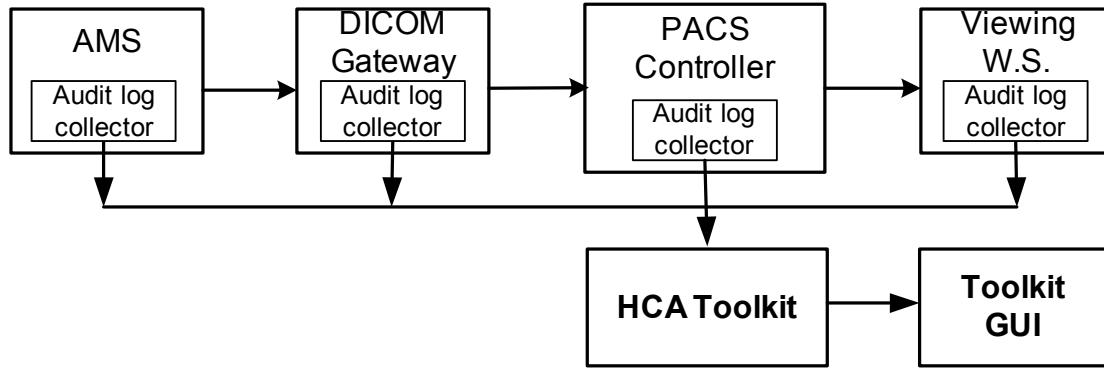 AMS
Audit log
collector
DICOM
Gateway
Audit log
collector
PACS
Controller
Audit log
collector
Viewing
W.S.
Audit log
collector
HCA Toolkit
Toolkit
GUI